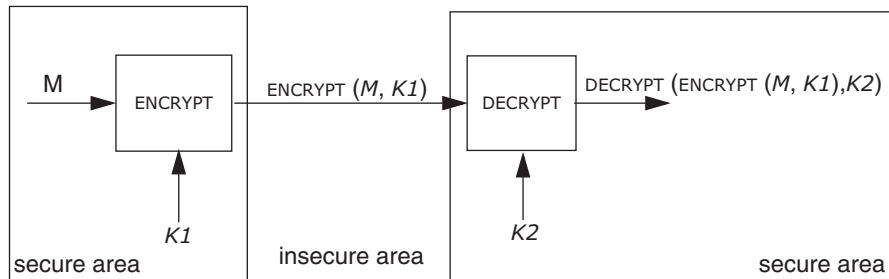 M
ENCRYPT
K1
secure area
ENCRYPT (M, K1)
insecure area
DECRYPT
K2
DECRYPT (ENCRYPT (M, K1),K2)
secure area